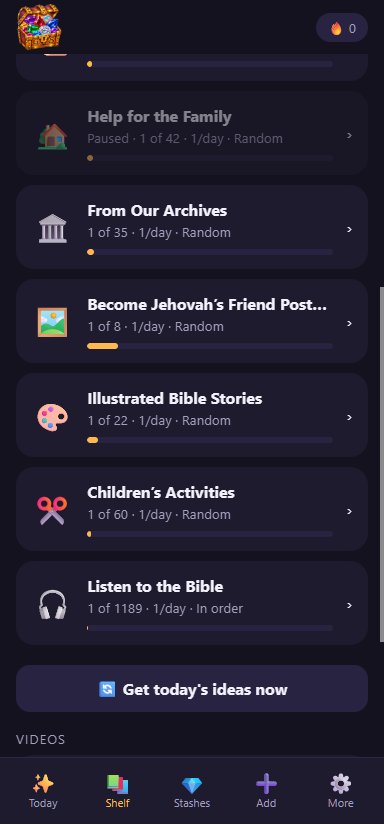 0
Help for the Family
Paused · 1 of 42 · 1/day · Random
From Our Archives
1 of 35 · 1/day · Random
Become Jehovah's Friend Post...
1 of 8 · 1/day · Random
Illustrated Bible Stories
1 of 22 · 1/day · Random
Children's Activities
1 of 60 · 1/day · Random
Listen to the Bible
1 of 1189 · 1/day · In order
Get today's ideas now
VIDEOS
Today
Shelf
Stashes
Add
More